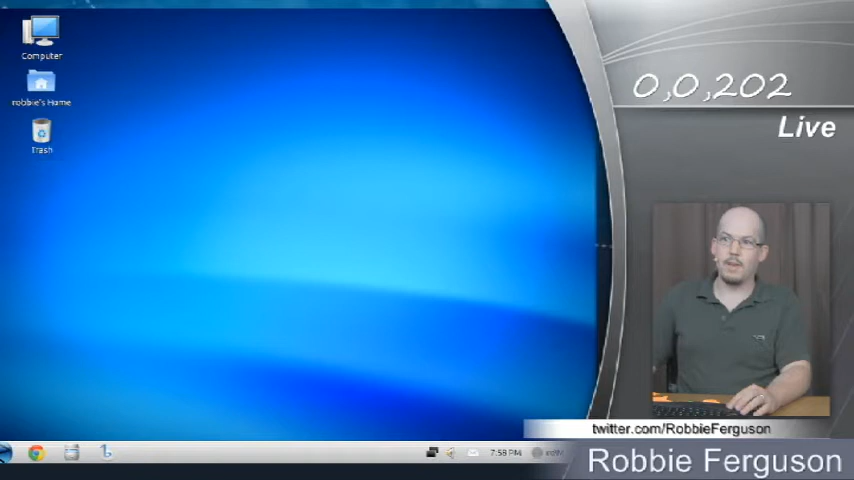 Computer
robbie's Home
Trash
0,0,202
Live
twitter.com/RobbieFerguson
7:58 PM
Robbie Ferguson